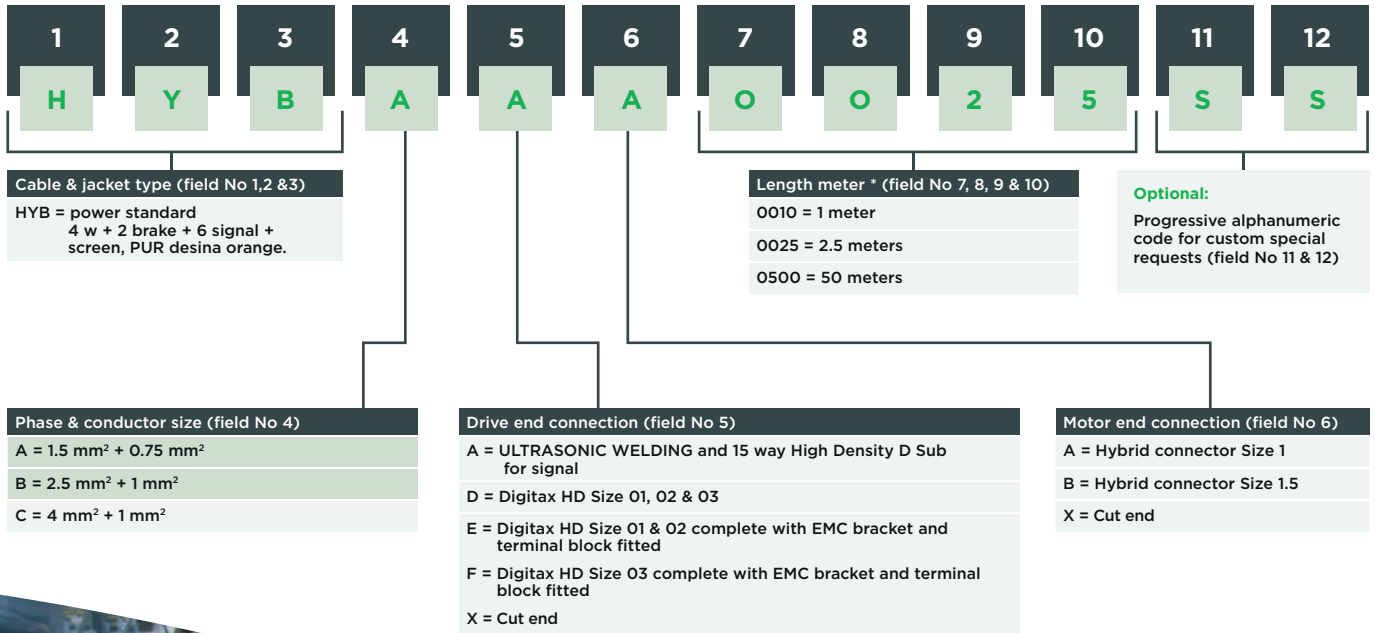 1 2 3 4 5 6 7 8 9 10 11 12
H Y B A A A O O 2 5 S S
Cable & jacket type (field No 1,2 &3)
HYB = power standard
4 w + 2 brake + 6 signal +
screen, PUR desina orange.
Length meter * (field No 7, 8, 9 & 10)
0010 = 1 meter
0025 = 2.5 meters
0500 = 50 meters
Optional:
Progressive alphanumeric
code for custom special
requests (field No 11 & 12)
Phase & conductor size (field No 4)
A = 1.5 mm² + 0.75 mm²
B = 2.5 mm² + 1 mm²
C = 4 mm² + 1 mm²
Drive end connection (field No 5)
A = ULTRASONIC WELDING and 15 way High Density D Sub
for signal
D = Digitax HD Size 01, 02 & 03
E = Digitax HD Size 01 & 02 complete with EMC bracket and
terminal block fitted
F = Digitax HD Size 03 complete with EMC bracket and terminal
block fitted
X = Cut end
Motor end connection (field No 6)
A = Hybrid connector Size 1
B = Hybrid connector Size 1.5
X = Cut end